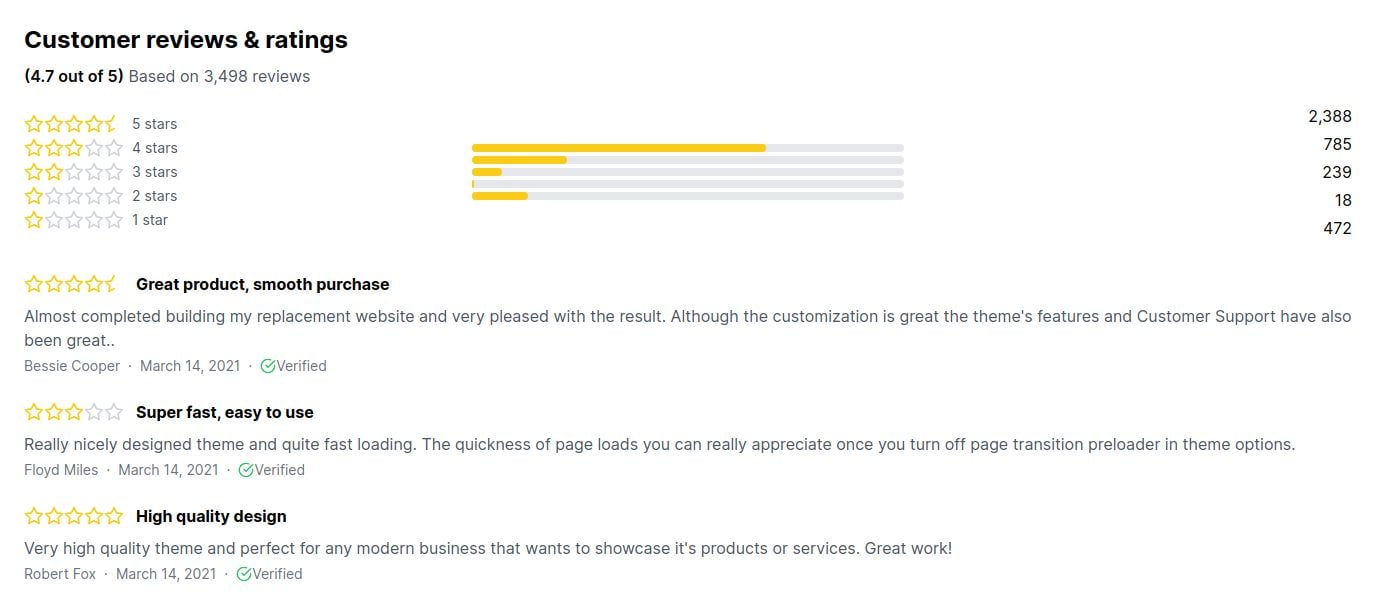 Customer reviews & ratings
(4.7 out of 5) Based on 3,498 reviews
5 stars
4 stars
3 stars
2 stars
1 star
2,388
785
239
18
472
Great product, smooth purchase
Almost completed building my replacement website and very pleased with the result. Although the customization is great the theme's features and Customer Support have also
been great..
Bessie Cooper · March 14, 2021 · Verified
Super fast, easy to use
Really nicely designed theme and quite fast loading. The quickness of page loads you can really appreciate once you turn off page transition preloader in theme options.
Floyd Miles · March 14, 2021 · Verified
High quality design
Very high quality theme and perfect for any modern business that wants to showcase it's products or services. Great work!
Robert Fox · March 14, 2021 · Verified